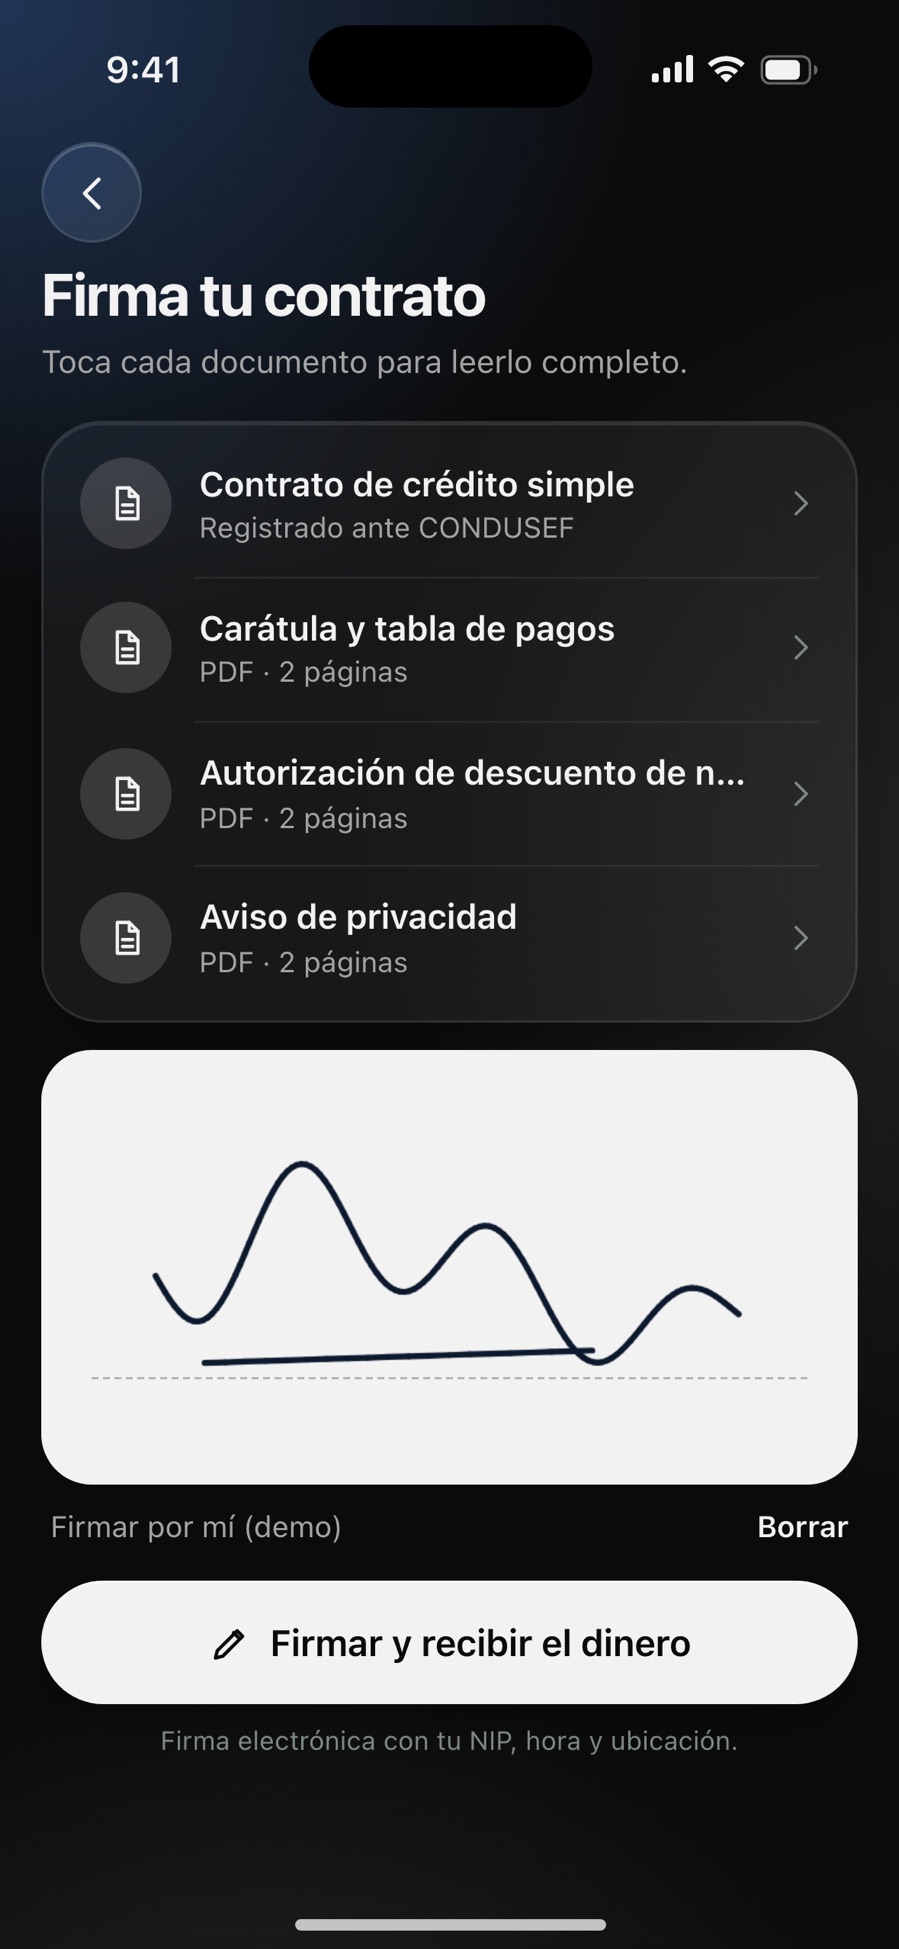 9:41
Firma tu contrato
Toca cada documento para leerlo completo.
Contrato de crédito simple
Registrado ante CONDUSEF
Carátula y tabla de pagos
PDF · 2 páginas
Autorización de descuento de n...
PDF · 2 páginas
Aviso de privacidad
PDF · 2 páginas
Firmar por mí (demo)
Borrar
Firmar y recibir el dinero
Firma electrónica con tu NIP, hora y ubicación.